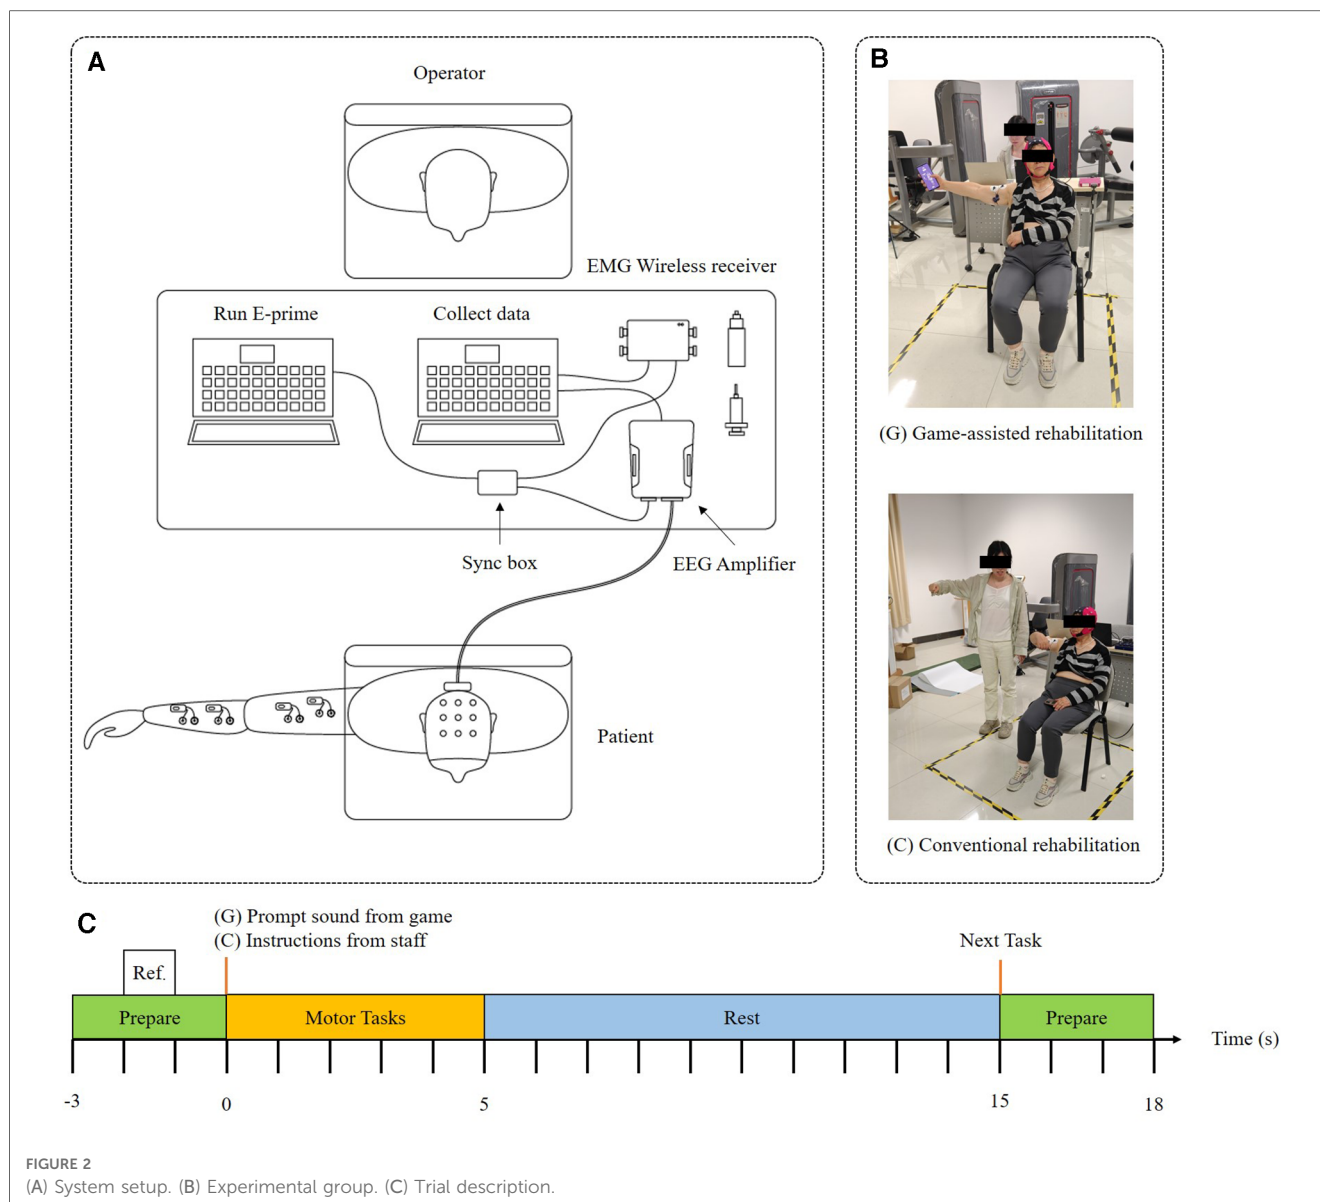 A
Operator
EMG Wireless receiver
Run E-prime
Collect data
Sync box
EEG Amplifier
Patient
B
(G) Game-assisted rehabilitation
(C) Conventional rehabilitation
C
(G) Prompt sound from game
(C) Instructions from staff
Next Task
Ref.
Prepare
Motor Tasks
Rest
Prepare
Time (s)
-3
0
5
15
18
FIGURE 2
(A) System setup. (B) Experimental group. (C) Trial description.